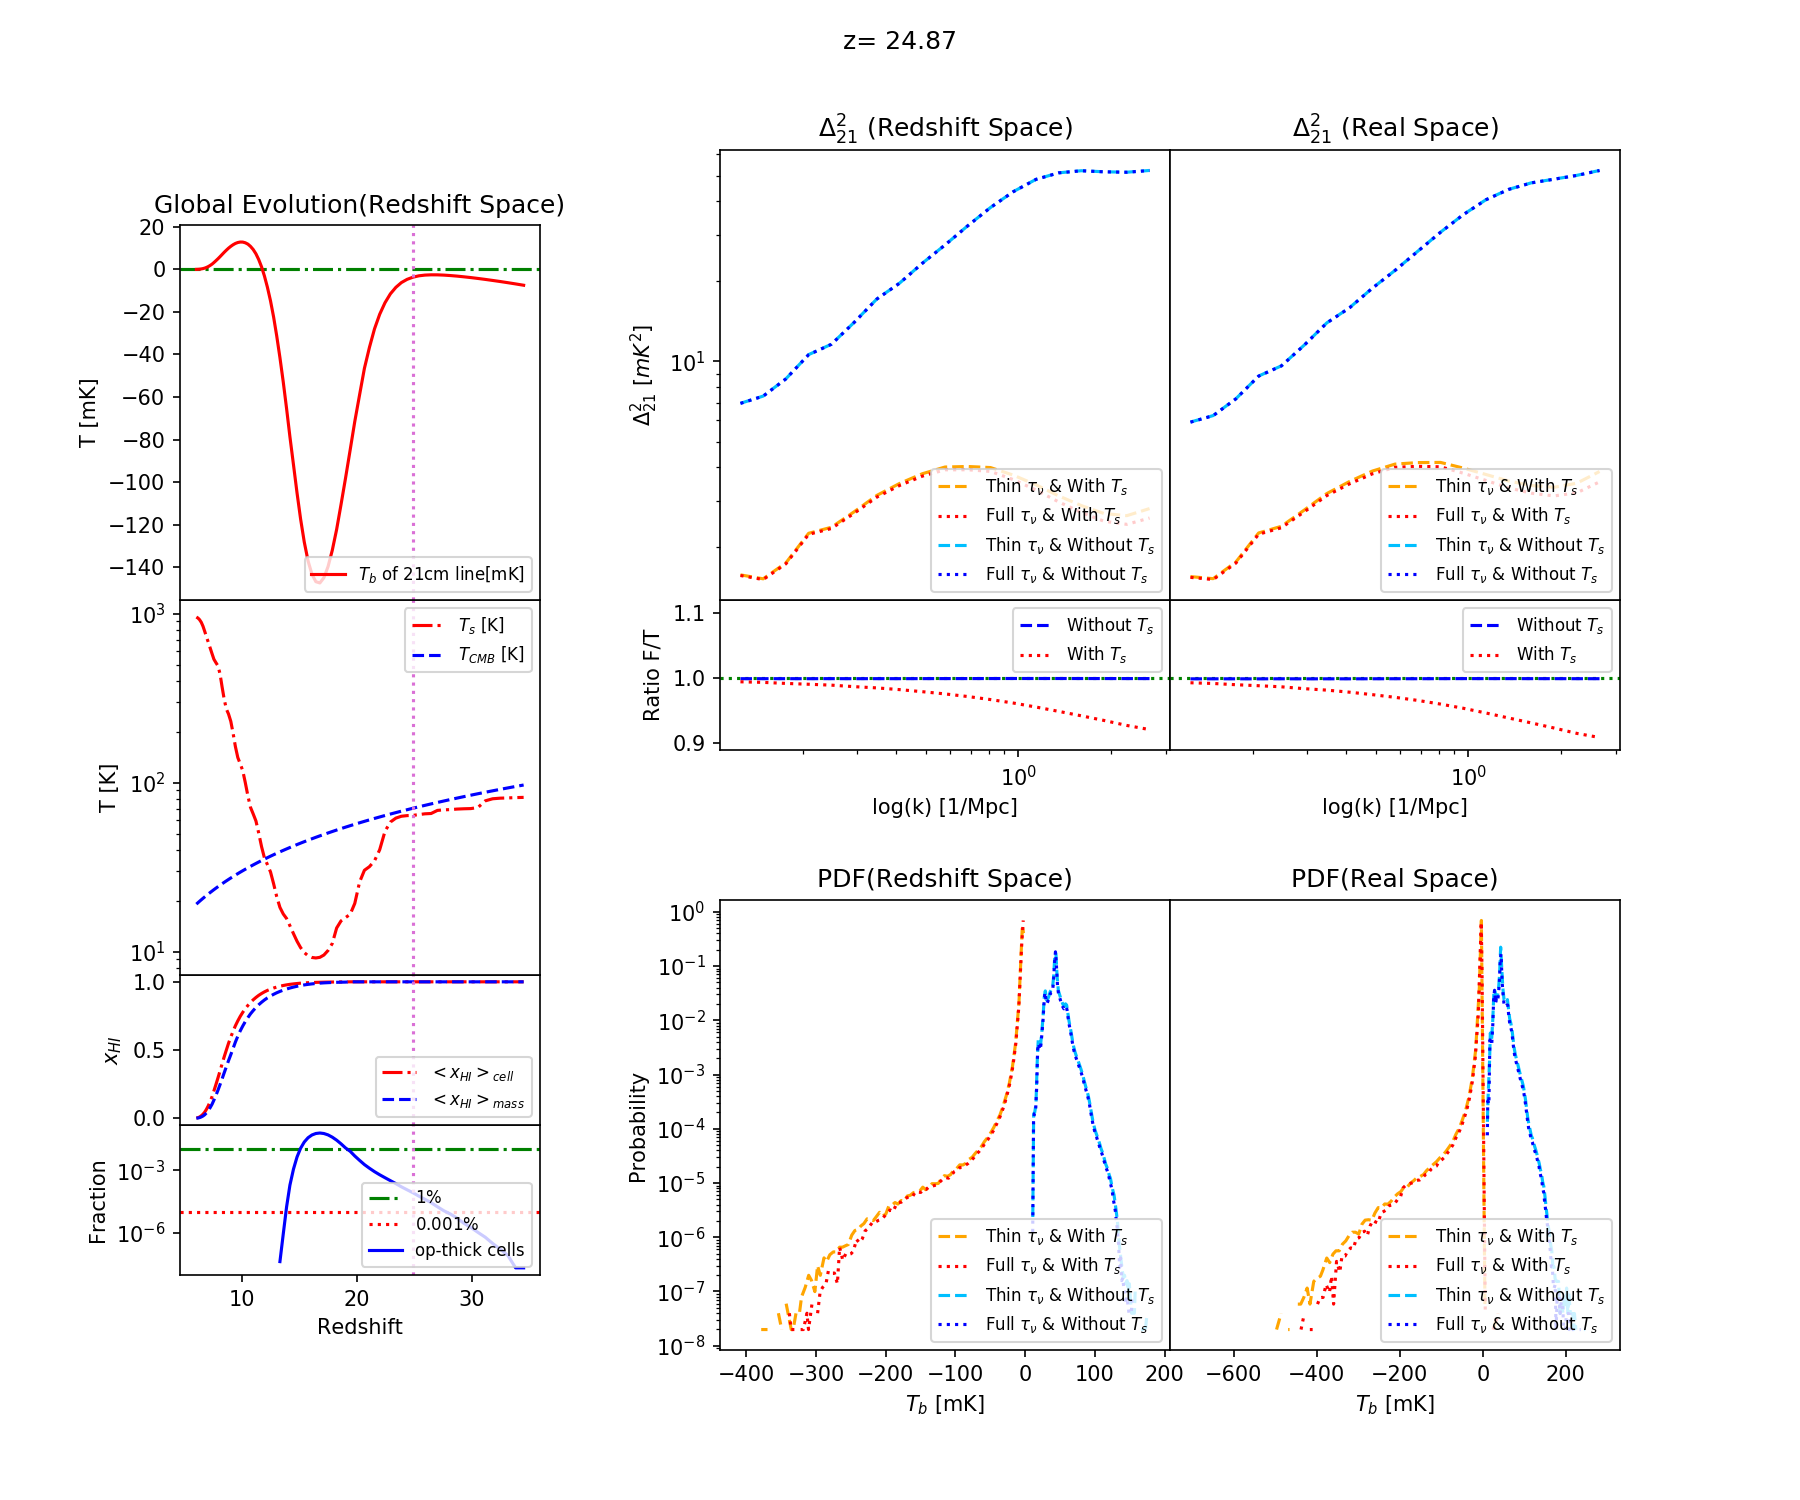 z= 24.87
Global Evolution(Redshift Space)
20
0
−20
−40
−60
−80
−100
−120
−140
T [mK]
T_b of 21cm line[mK]
10^3
10^2
10^1
T [K]
T_s [K]
T_CMB [K]
1.0
0.5
0.0
x_HI
< x_HI >_cell
< x_HI >_mass
10^−3
10^−6
Fraction
1%
0.001%
op-thick cells
10 20 30
Redshift
Δ^2_21 (Redshift Space)
Δ^2_21 (Real Space)
10^1
Δ^2_21 [mK^2]
Thin τ_ν & With T_s
Full τ_ν & With T_s
Thin τ_ν & Without T_s
Full τ_ν & Without T_s
Thin τ_ν & With T_s
Full τ_ν & With T_s
Thin τ_ν & Without T_s
Full τ_ν & Without T_s
1.1
1.0
0.9
Ratio F/T
Without T_s
With T_s
Without T_s
With T_s
10^0
10^0
log(k) [1/Mpc]
log(k) [1/Mpc]
PDF(Redshift Space)
PDF(Real Space)
10^0
10^−1
10^−2
10^−3
10^−4
10^−5
10^−6
10^−7
10^−8
Probability
Thin τ_ν & With T_s
Full τ_ν & With T_s
Thin τ_ν & Without T_s
Full τ_ν & Without T_s
Thin τ_ν & With T_s
Full τ_ν & With T_s
Thin τ_ν & Without T_s
Full τ_ν & Without T_s
−400 −300 −200 −100 0 100 200
−600 −400 −200 0 200
T_b [mK]
T_b [mK]